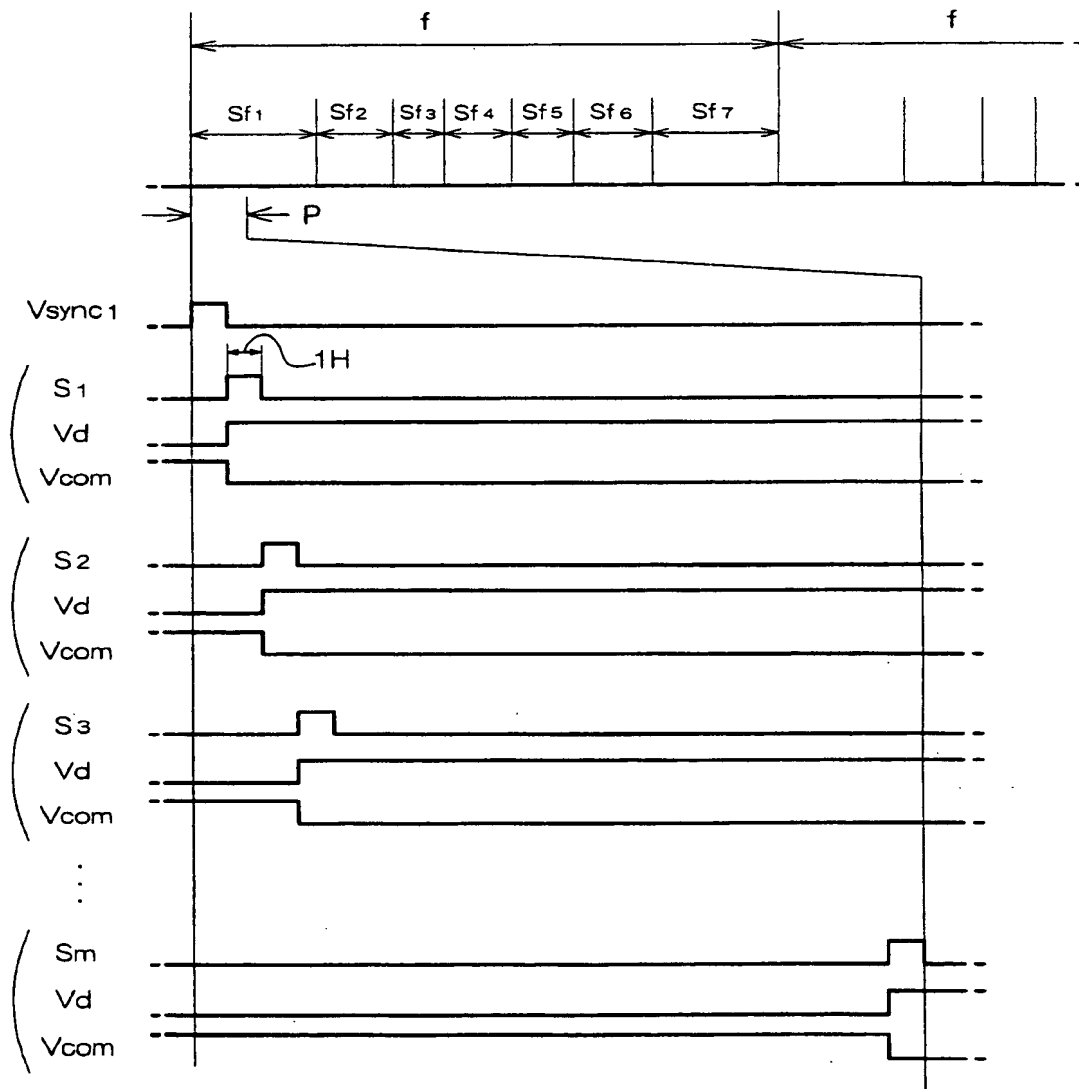 f f
Sf1 Sf2 Sf3 Sf4 Sf5 Sf6 Sf7
P
Vsync1
1H
S1
Vd
Vcom
S2
Vd
Vcom
S3
Vd
Vcom
Sm
Vd
Vcom